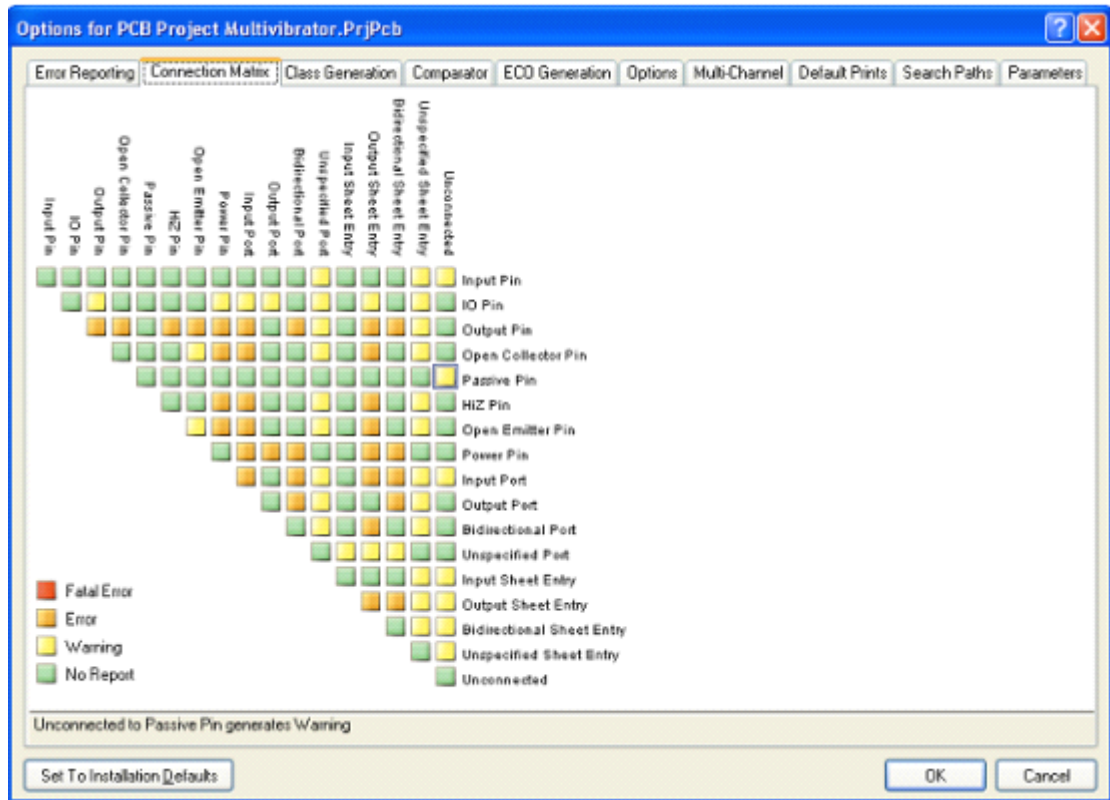 Options for PCB Project Multivibrator.PrjPcb
Error Reporting Connection Matrix Class Generation Comparator ECO Generation Options Multi-Channel Default Prints Search Paths Parameters
Input Pin
IO Pin
Output Pin
Open Collector Pin
Passive Pin
HiZ Pin
Open Emitter Pin
Power Pin
Input Port
Output Port
Bidirectional Port
Unspecified Port
Input Sheet Entry
Output Sheet Entry
Bidirectional Sheet Entry
Unspecified Sheet Entry
Unconnected
Input Pin
IO Pin
Output Pin
Open Collector Pin
Passive Pin
HiZ Pin
Open Emitter Pin
Power Pin
Input Port
Output Port
Bidirectional Port
Unspecified Port
Input Sheet Entry
Output Sheet Entry
Bidirectional Sheet Entry
Unspecified Sheet Entry
Unconnected
Fatal Error
Error
Warning
No Report
Unconnected to Passive Pin generates Warning
Set To Installation Defaults
OK
Cancel